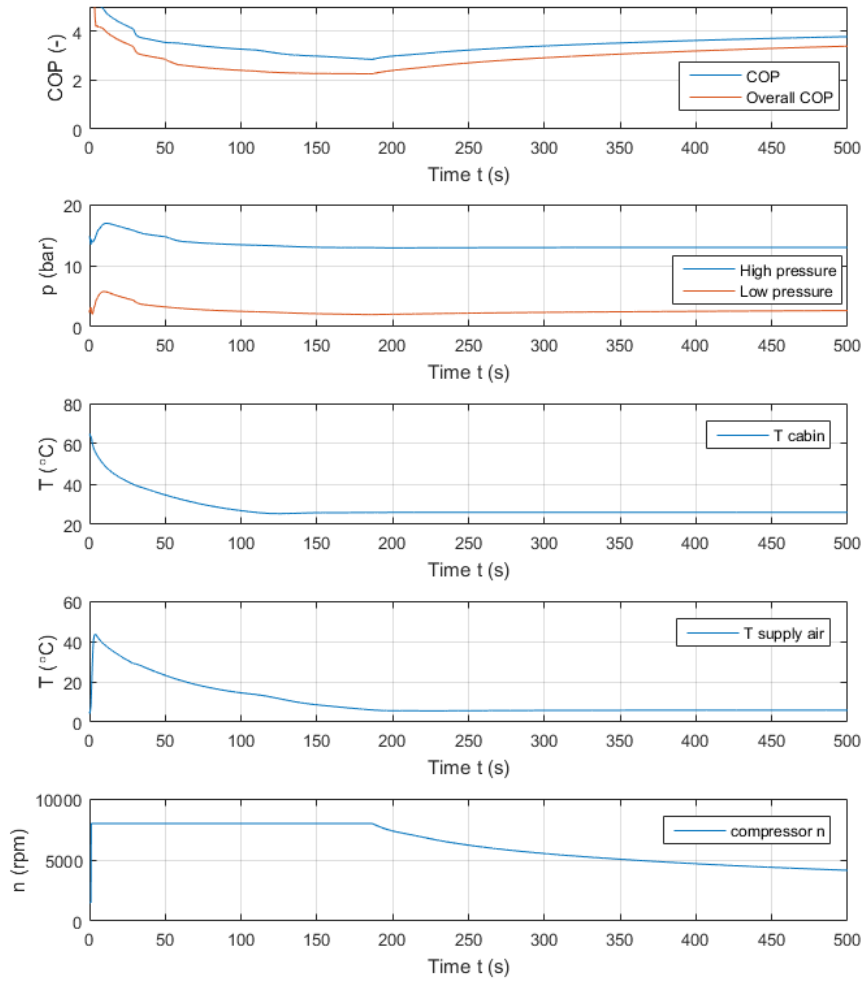 4
2
0
COP (-)
COP
Overall COP
0 50 100 150 200 250 300 350 400 450 500
Time t (s)
20
10
0
p (bar)
High pressure
Low pressure
0 50 100 150 200 250 300 350 400 450 500
Time t (s)
80
60
40
20
T (°C)
T cabin
0 50 100 150 200 250 300 350 400 450 500
Time t (s)
60
40
20
0
T (°C)
T supply air
0 50 100 150 200 250 300 350 400 450 500
Time t (s)
10000
5000
0
n (rpm)
compressor n
0 50 100 150 200 250 300 350 400 450 500
Time t (s)